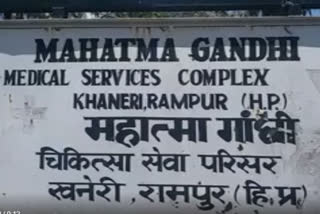 MAHATMA GANDHI
MEDICAL SERVICES COMPLEX
KHANERI, RAMPUR (H.P.)
महात्मा गांधी
चिकित्सा सेवा परिसर
खनेरी, रामपुर (हि.प्र)